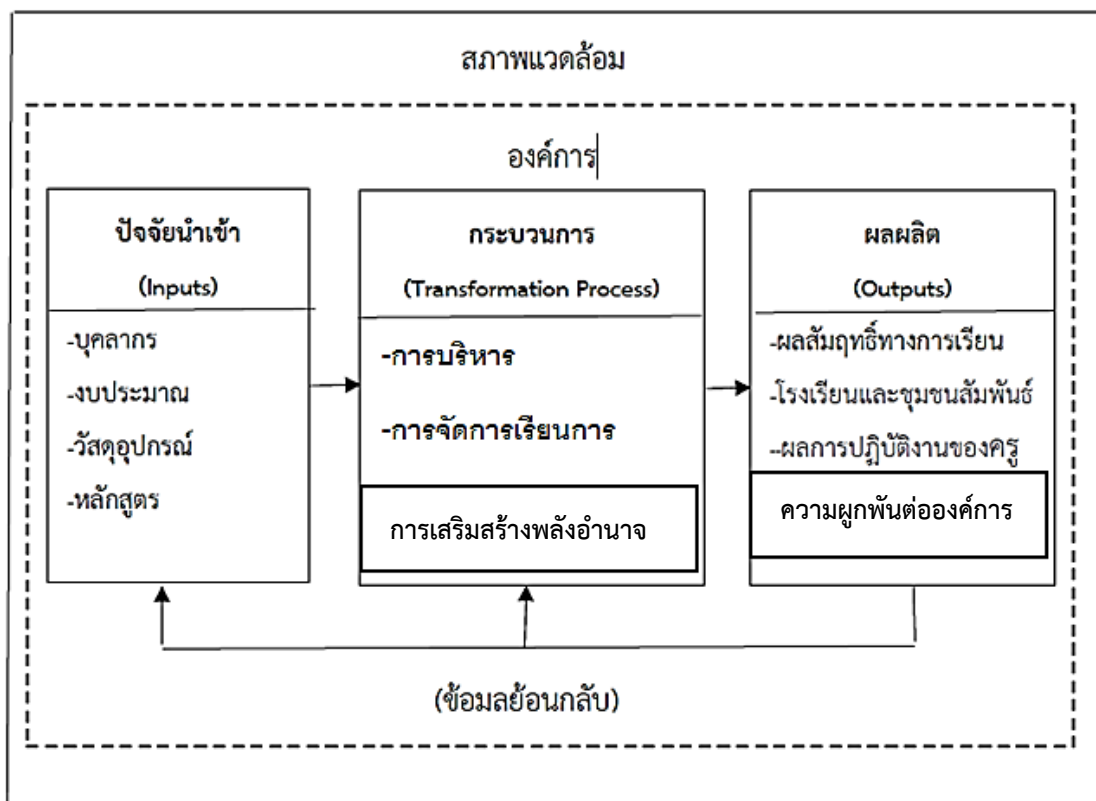 สภาพแวดล้อม
องค์การ
ปัจจัยนำเข้า
(Inputs)
-บุคลากร
-งบประมาณ
-วัสดุอุปกรณ์
-หลักสูตร
กระบวนการ
(Transformation Process)
-การบริหาร
-การจัดการเรียนการ
การเสริมสร้างพลังอำนาจ
ผลผลิต
(Outputs)
-ผลสัมฤทธิ์ทางการเรียน
-โรงเรียนและชุมชนสัมพันธ์
--ผลการปฏิบัติงานของครู
ความผูกพันต่อองค์การ
(ข้อมลย้อนกลับ)